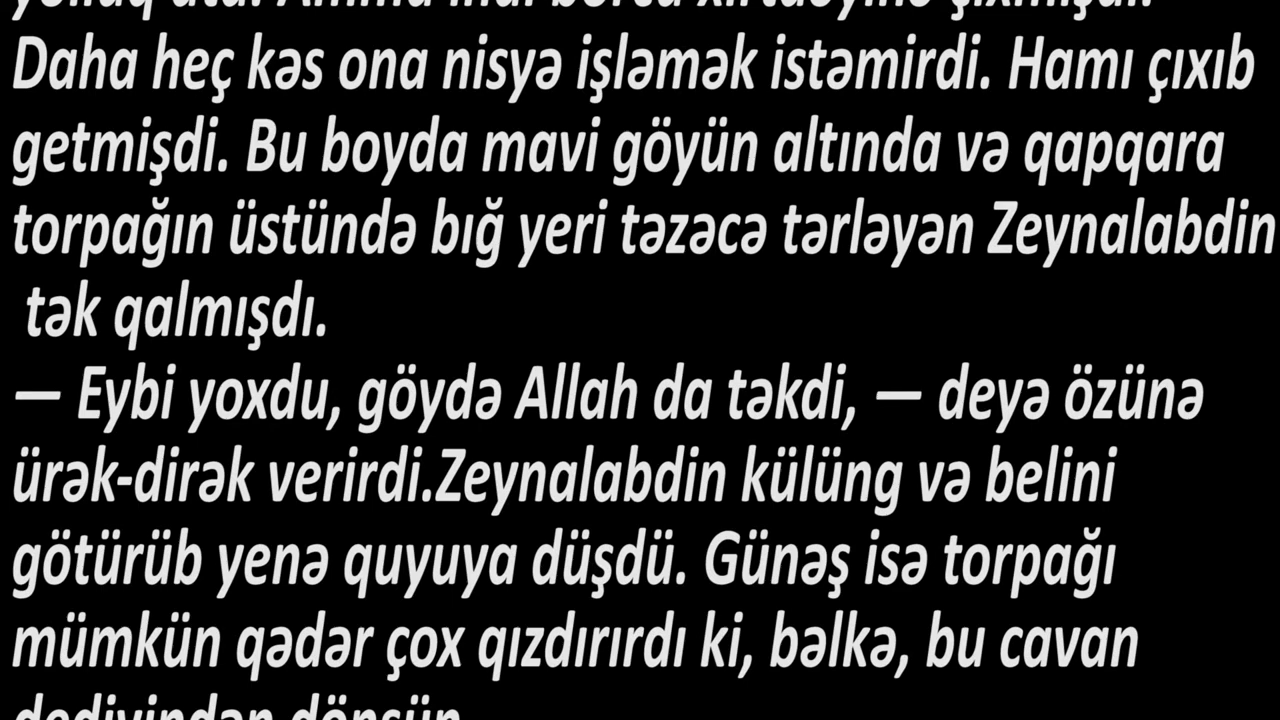 Daha heç kəs ona nisyə işləmək istəmirdi. Hamı çıxıb
getmişdi. Bu boyda mavi göyün altında və qapqara
torpağın üstündə bığ yeri təzəcə tərləyən Zeynalabdin
tək qalmışdı.
— Eybi yoxdu, göydə Allah da təkdi, — deyə özünə
ürək-dirək verirdi.Zeynalabdin külüng və belini
götürüb yenə quyuya düşdü. Günəş isə torpağı
mümkün qədər çox qızdırırdı ki, bəlkə, bu cavan
dediyindən dönsün